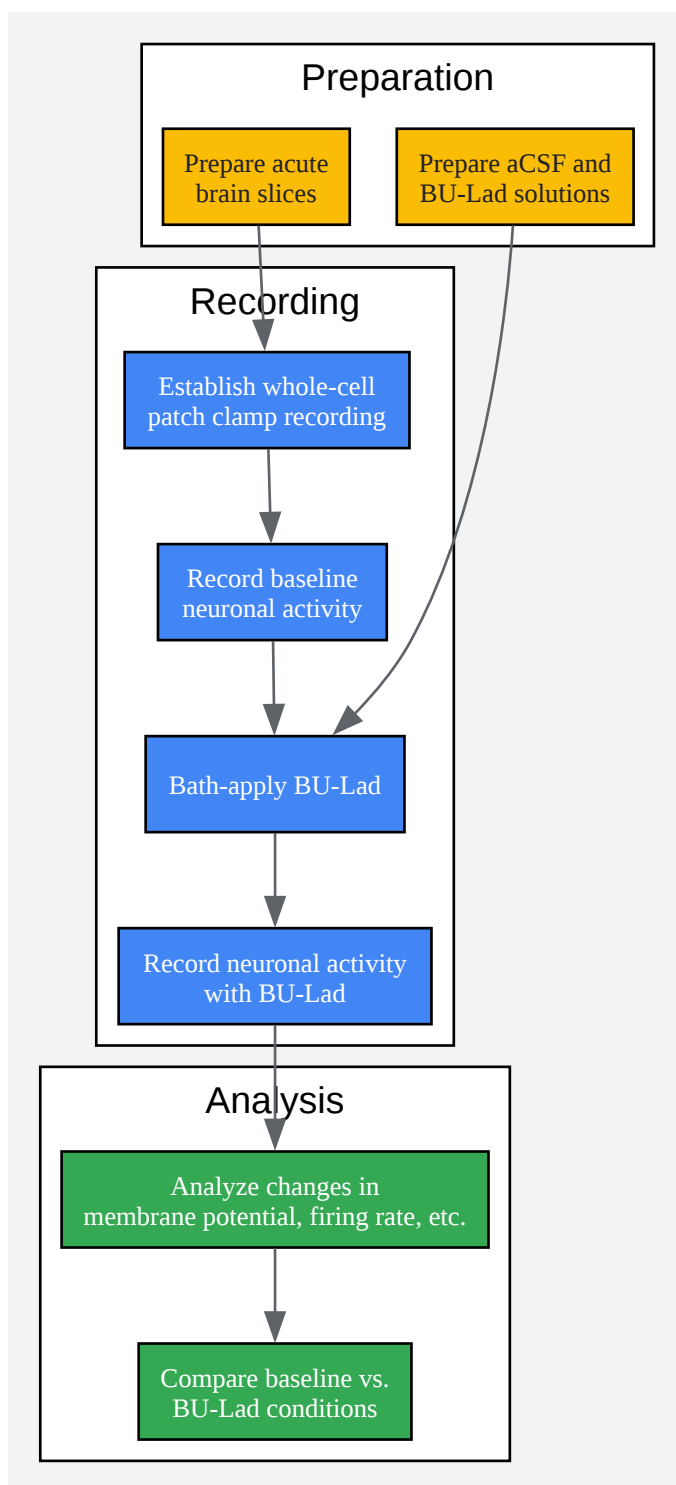 Preparation
Prepare acute
brain slices
Prepare aCSF and
BU-Lad solutions
Recording
Establish whole-cell
patch clamp recording
Record baseline
neuronal activity
Bath-apply BU-Lad
Record neuronal activity
with BU-Lad
Analysis
Analyze changes in
membrane potential, firing rate, etc.
Compare baseline vs.
BU-Lad conditions